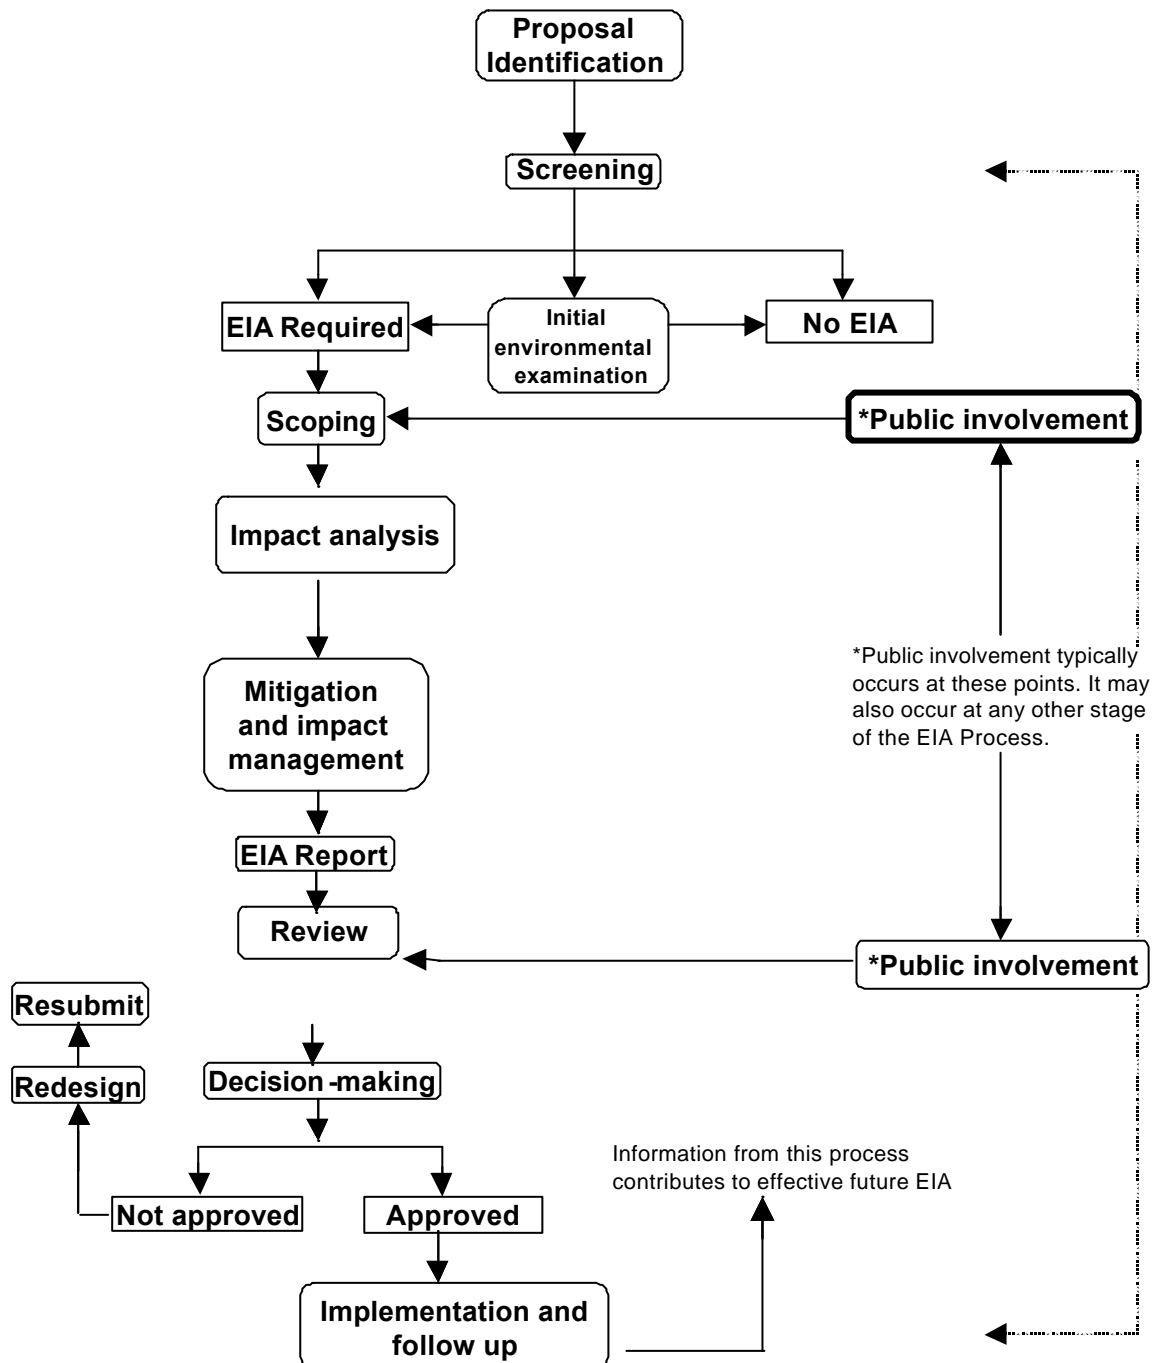 Proposal
Identification
Screening
EIA Required
Initial
environmental
examination
No EIA
Scoping
*Public involvement
Impact analysis
*Public involvement typically
occurs at these points. It may
also occur at any other stage
of the EIA Process.
Mitigation
and impact
management
EIA Report
Review
*Public involvement
Resubmit
Redesign
Decision-making
Information from this process
contributes to effective future EIA
Not approved
Approved
Implementation and
follow up